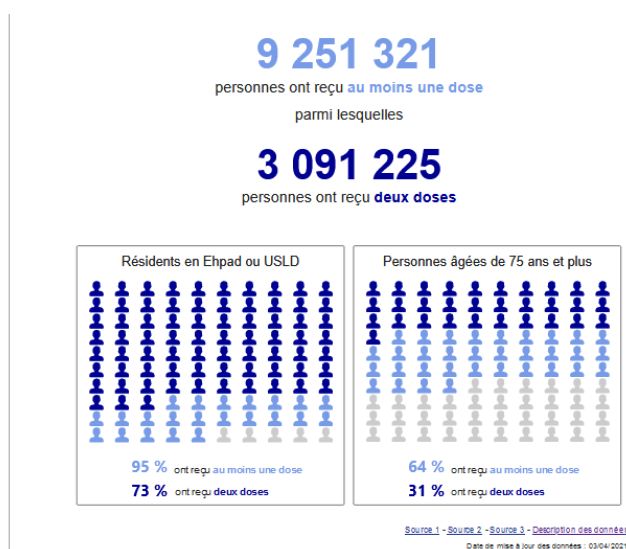 9 251 321
personnes ont reçu au moins une dose
parmi lesquelles
3 091 225
personnes ont reçu deux doses
Résidents en Ehpad ou USLD
95 % ont reçu au moins une dose
73 % ont reçu deux doses
Personnes âgées de 75 ans et plus
64 % ont reçu au moins une dose
31 % ont reçu deux doses
Source 1 - Source 2 - Source 3 - Description des données
Date de mise à jour des données : 03/04/2021